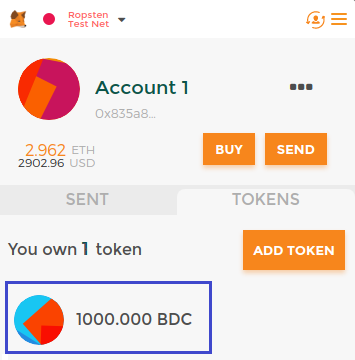 Ropsten
Test Net
Account 1
0x835a8...
2.962 ETH
2902.96 USD
BUY
SEND
SENT
TOKENS
You own 1 token
ADD TOKEN
1000.000 BDC